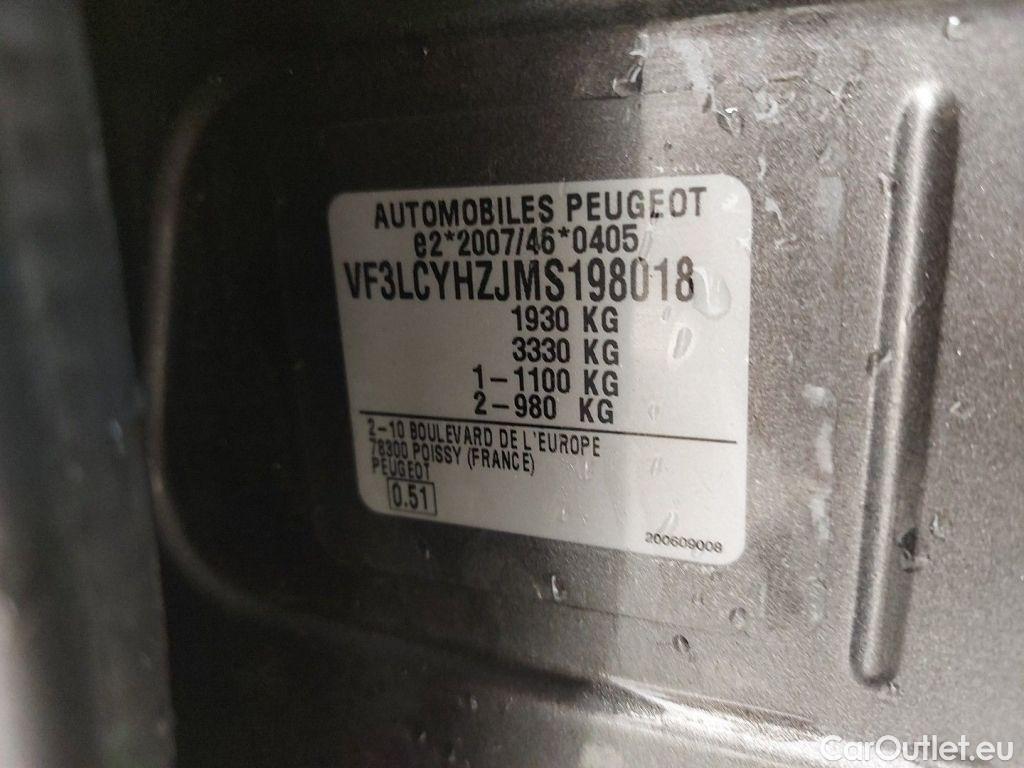 AUTOMOBILES PEUGEOT
e2*2007/46*0405
VF3LCYHZJMS198018
1930 KG
3330 KG
1-1100 KG
2-980 KG
2-10 BOULEVARD DE L'EUROPE
78300 POISSY (FRANCE)
PEUGEOT
0.51
200609008
CarOutlet.eu